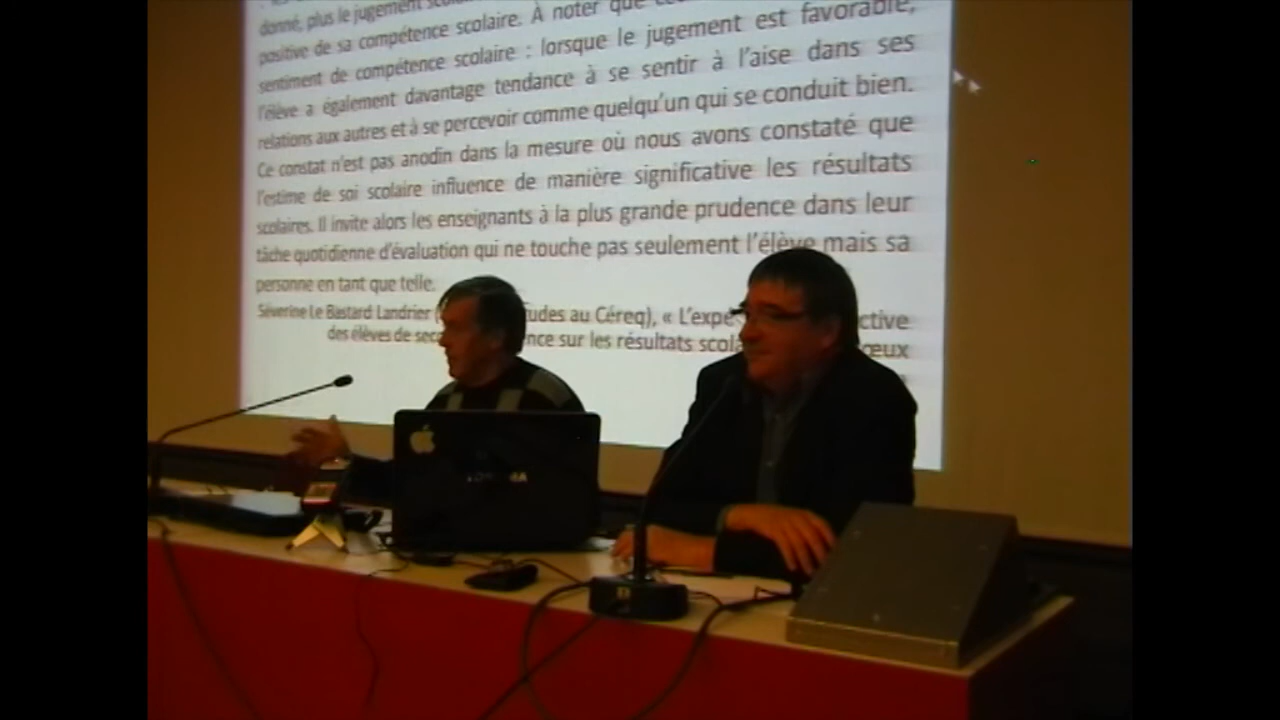 donné, plus le jugement
positive de sa compétence scolaire. À noter que
sentiment de compétence scolaire : lorsque le jugement est favorable,
l'élève a également davantage tendance à se sentir à l'aise dans ses
relations aux autres et à se percevoir comme quelqu'un qui se conduit bien.
Ce constat n'est pas anodin dans la mesure où nous avons constaté que
l'estime de soi scolaire influence de manière significative les résultats
scolaires. Il invite alors les enseignants à la plus grande prudence dans leur
tâche quotidienne d'évaluation qui ne touche pas seulement l'élève mais sa
personne en tant que telle.
Séverine Le Bastard Landrier ( udes au Céreq), « L'expé ctive
des élèves de sec nce sur les résultats scola œux